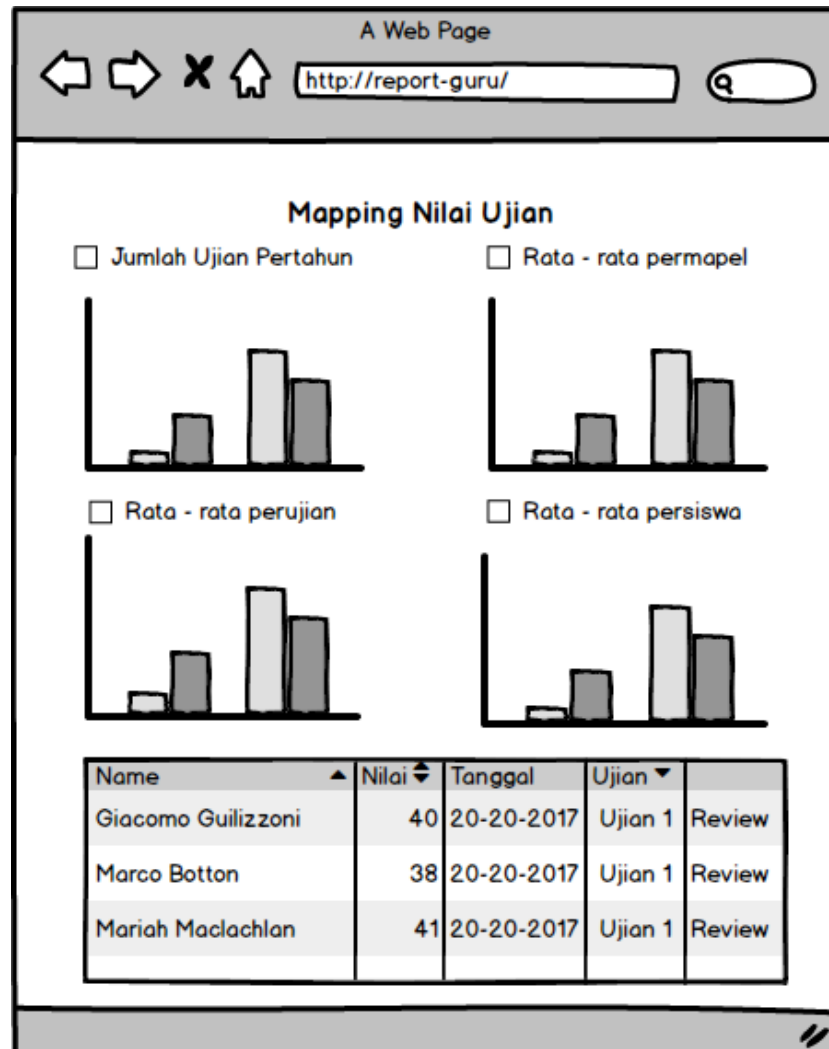 A Web Page
http://report-guru/
Mapping Nilai Ujian
Jumlah Ujian Pertahun
Rata - rata permapel
Rata - rata perujian
Rata - rata persiswa
Name Nilai Tanggal Ujian
Giacomo Guilizzoni 40 20-20-2017 Ujian 1 Review
Marco Botton 38 20-20-2017 Ujian 1 Review
Mariah Maclachlan 41 20-20-2017 Ujian 1 Review